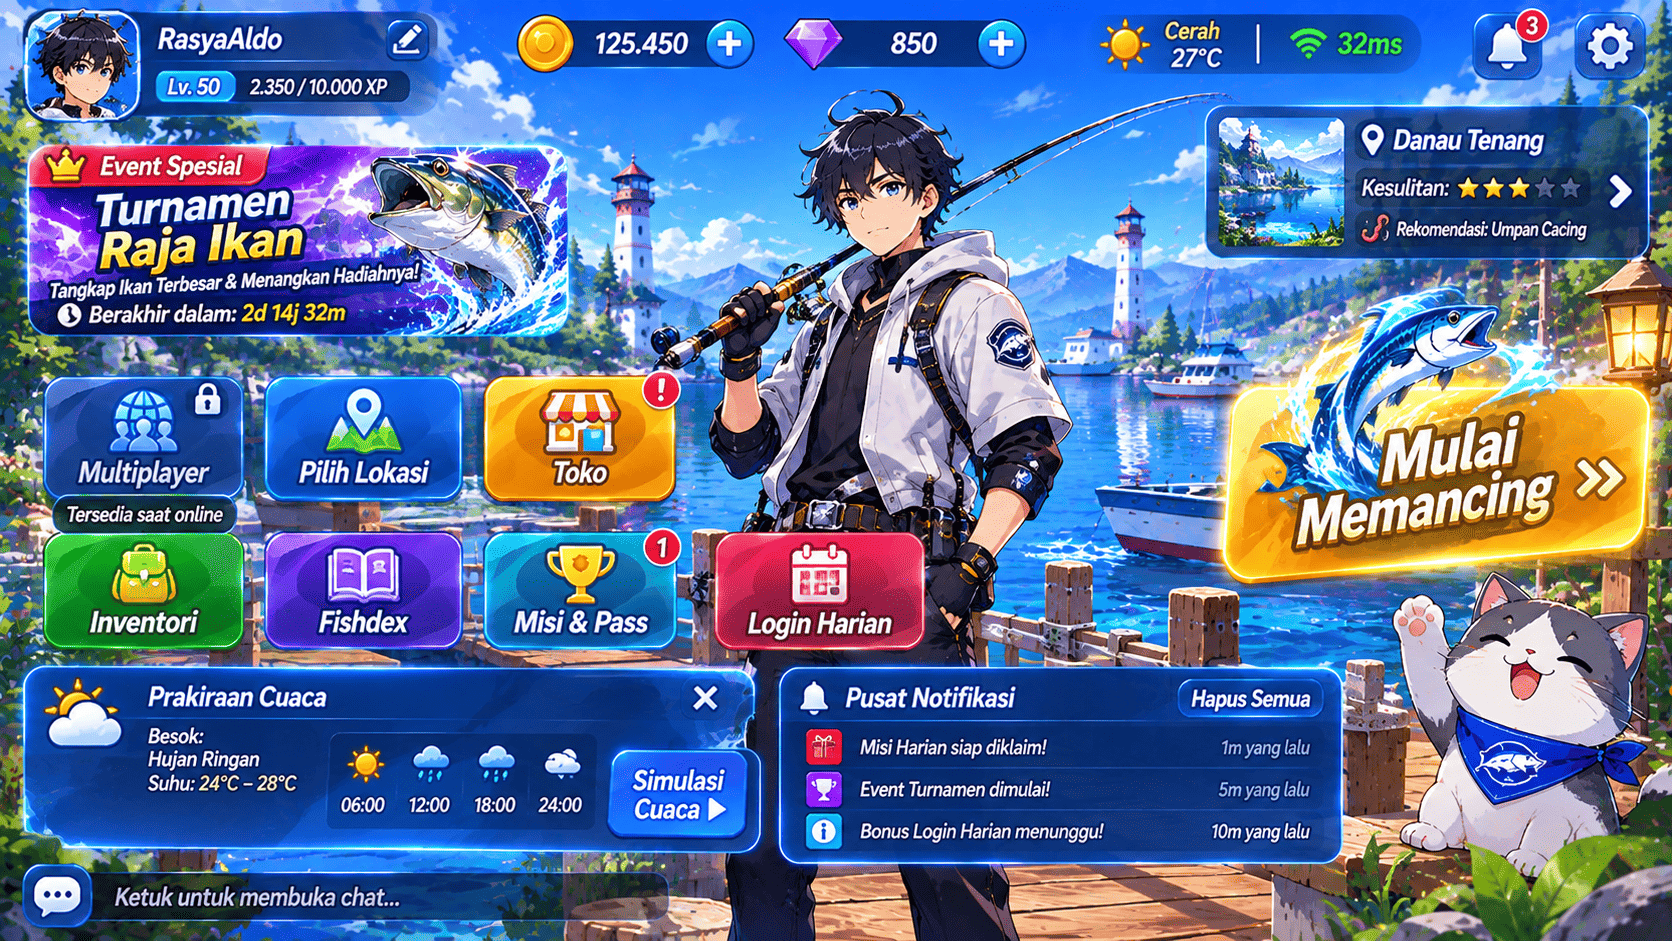 RasyaAldo
Lv. 50
2.350 / 10.000 XP
125.450
850
Cerah
27°C
32ms
3
Event Spesial
Turnamen
Raja Ikan
Tangkap Ikan Terbesar & Menangkan Hadiahnya!
Berakhir dalam: 2d 14j 32m
Danau Tenang
Kesulitan:
Rekomendasi: Umpan Cacing
Multiplayer
Tersedia saat online
Pilih Lokasi
!
Toko
Mulai
Memancing
Inventori
Fishdex
1
Misi & Pass
Login Harian
Prakiraan Cuaca
Besok:
Hujan Ringan
Suhu: 24°C – 28°C
06:00
12:00
18:00
24:00
Simulasi
Cuaca
Pusat Notifikasi
Hapus Semua
Misi Harian siap diklaim!
1m yang lalu
Event Turnamen dimulai!
5m yang lalu
Bonus Login Harian menunggu!
10m yang lalu
Ketuk untuk membuka chat...